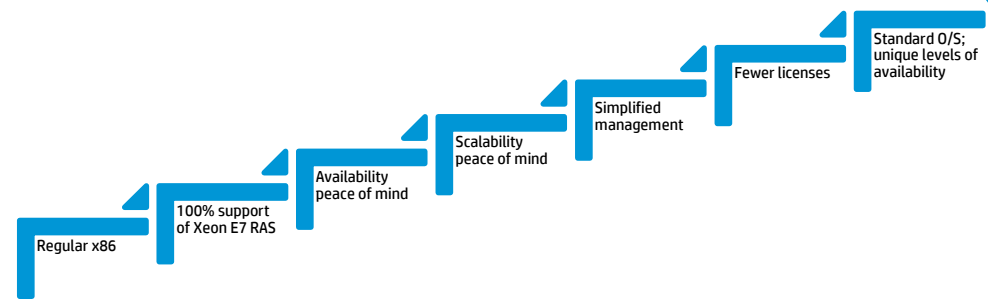 Regular x86
100% support
of Xeon E7 RAS
Availability
peace of mind
Scalability
peace of mind
Simplified
management
Fewer licenses
Standard O/S;
unique levels of
availability